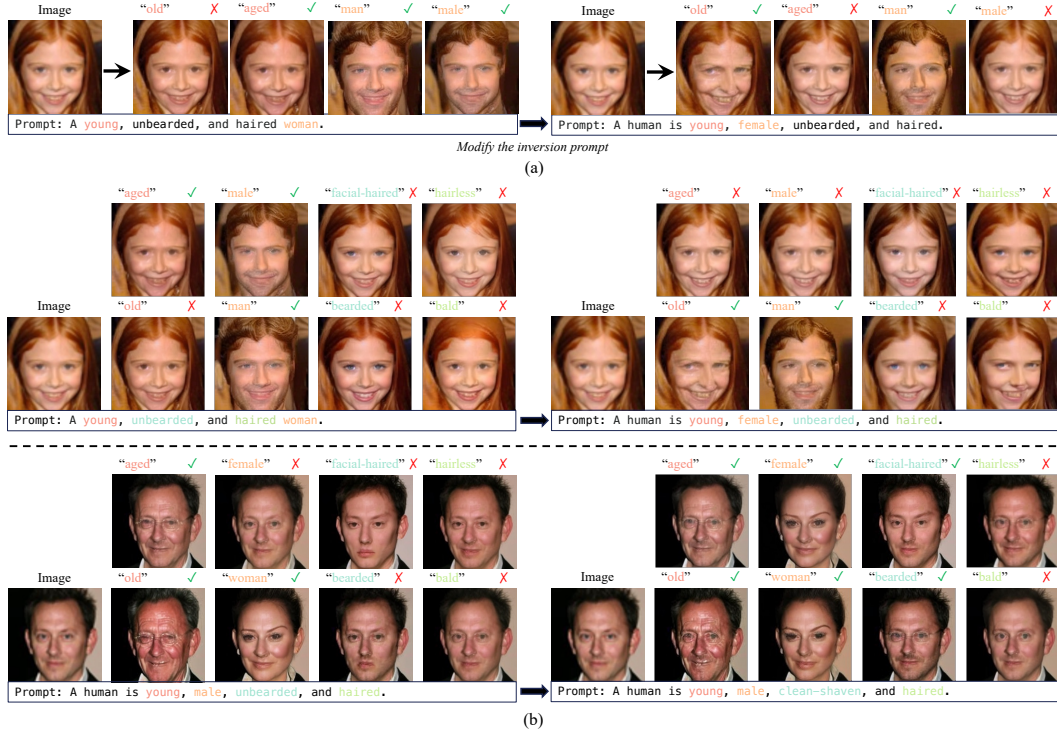 Image “old” ✗ “aged” ✓ “man” ✓ “male” ✓ Image “old” ✓ “aged” ✗ “man” ✓ “male” ✗
Prompt: A young, unbearded, and haired woman. Prompt: A human is young, female, unbearded, and haired.
Modify the inversion prompt
(a)
“aged” ✓ “male” ✓ “facial-haired” ✗ “hairless” ✗ “aged” ✗ “male” ✗ “facial-haired” ✗ “hairless” ✗
Image “old” ✗ “man” ✓ “bearded” ✗ “bald” ✗ Image “old” ✓ “man” ✓ “bearded” ✗ “bald” ✗
Prompt: A young, unbearded, and haired woman. Prompt: A human is young, female, unbearded, and haired.
“aged” ✓ “female” ✗ “facial-haired” ✗ “hairless” ✗ “aged” ✓ “female” ✓ “facial-haired” ✓ “hairless” ✗
Image “old” ✓ “woman” ✓ “bearded” ✗ “bald” ✗ Image “old” ✓ “woman” ✓ “bearded” ✓ “bald” ✗
Prompt: A human is young, male, unbearded, and haired. Prompt: A human is young, male, clean-shaven, and haired.
(b)